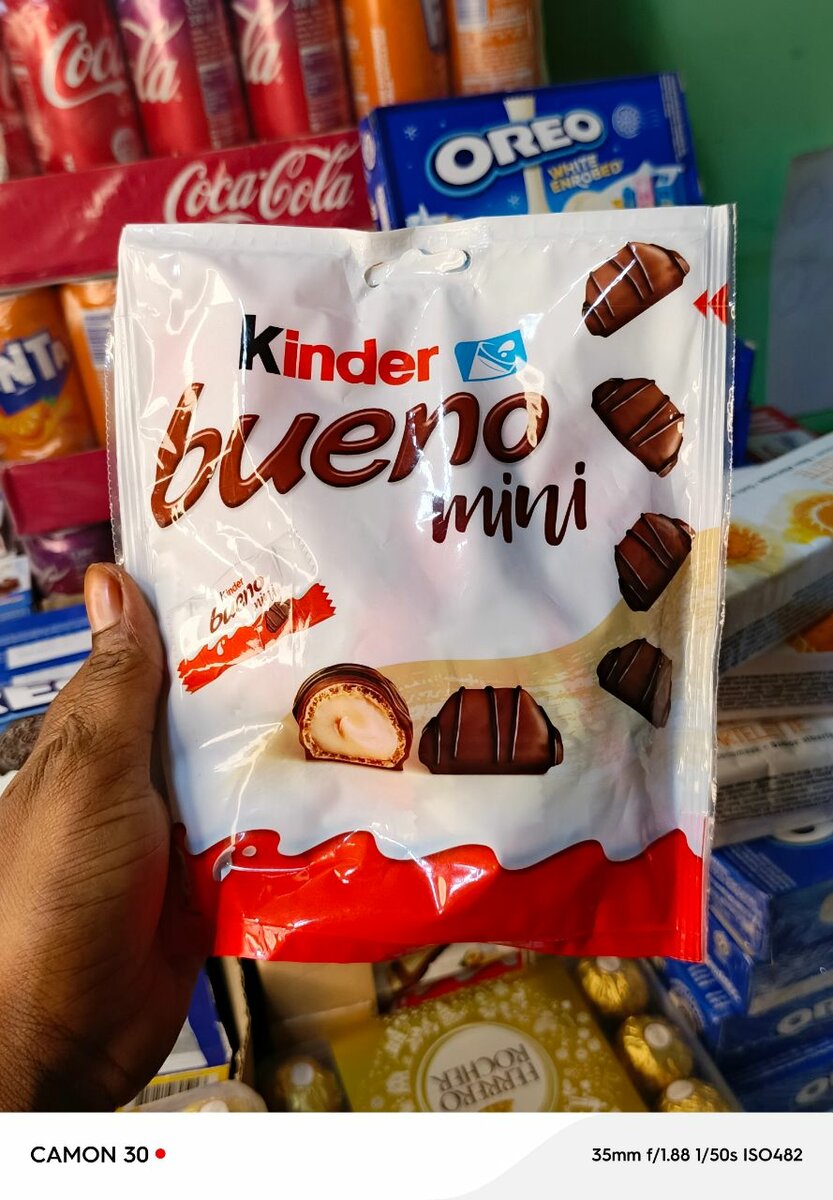 Coca
Coca-Cola
OREO
WHITE
ENROBED
Kinder
bueno
mini
Kinder
bueno
mini
FERRERO
ROCHER
CAMON 30
35mm f/1.88 1/50s ISO482